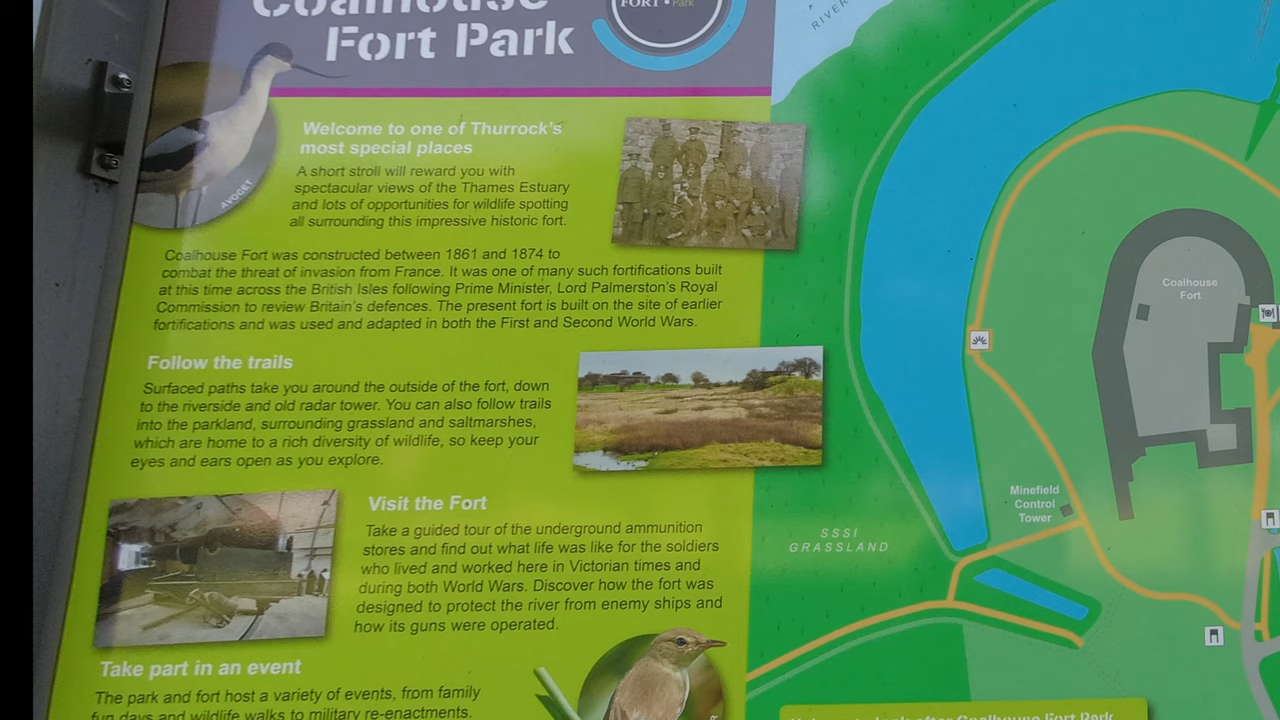 Coalhouse
Fort Park
FORT • Park
RIVER
AVOCET
Welcome to one of Thurrock's
most special places
A short stroll will reward you with
spectacular views of the Thames Estuary
and lots of opportunities for wildlife spotting
all surrounding this impressive historic fort.
Coalhouse Fort was constructed between 1861 and 1874 to
combat the threat of invasion from France. It was one of many such fortifications built
at this time across the British Isles following Prime Minister, Lord Palmerston's Royal
Commission to review Britain's defences. The present fort is built on the site of earlier
fortifications and was used and adapted in both the First and Second World Wars.
Follow the trails
Surfaced paths take you around the outside of the fort, down
to the riverside and old radar tower. You can also follow trails
into the parkland, surrounding grassland and saltmarshes,
which are home to a rich diversity of wildlife, so keep your
eyes and ears open as you explore.
Visit the Fort
Take a guided tour of the underground ammunition
stores and find out what life was like for the soldiers
who lived and worked here in Victorian times and
during both World Wars. Discover how the fort was
designed to protect the river from enemy ships and
how its guns were operated.
Take part in an event
The park and fort host a variety of events, from family
fun days and wildlife walks to military re-enactments.
Coalhouse
Fort
Minefield
Control
Tower
SSSI
GRASSLAND
after Coalhouse Fort Park